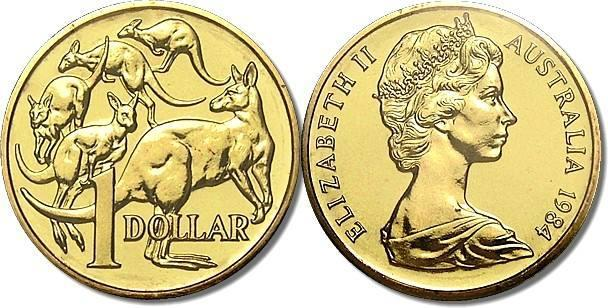 1 DOLLAR
ELIZABETH II
AUSTRALIA 1984